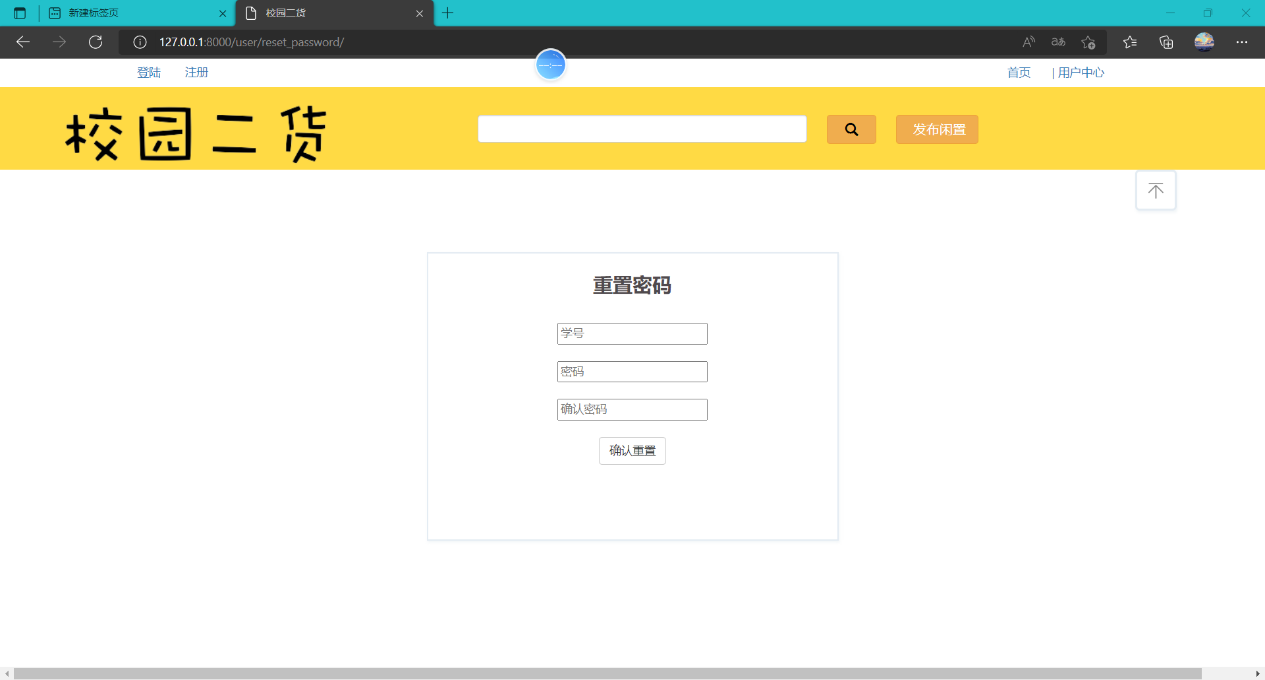 新建标签页
校园二货
127.0.0.1:8000/user/reset_password/
登陆 注册 首页 | 用户中心
校园二货 发布闲置
重置密码
学号
密码
确认密码
确认重置